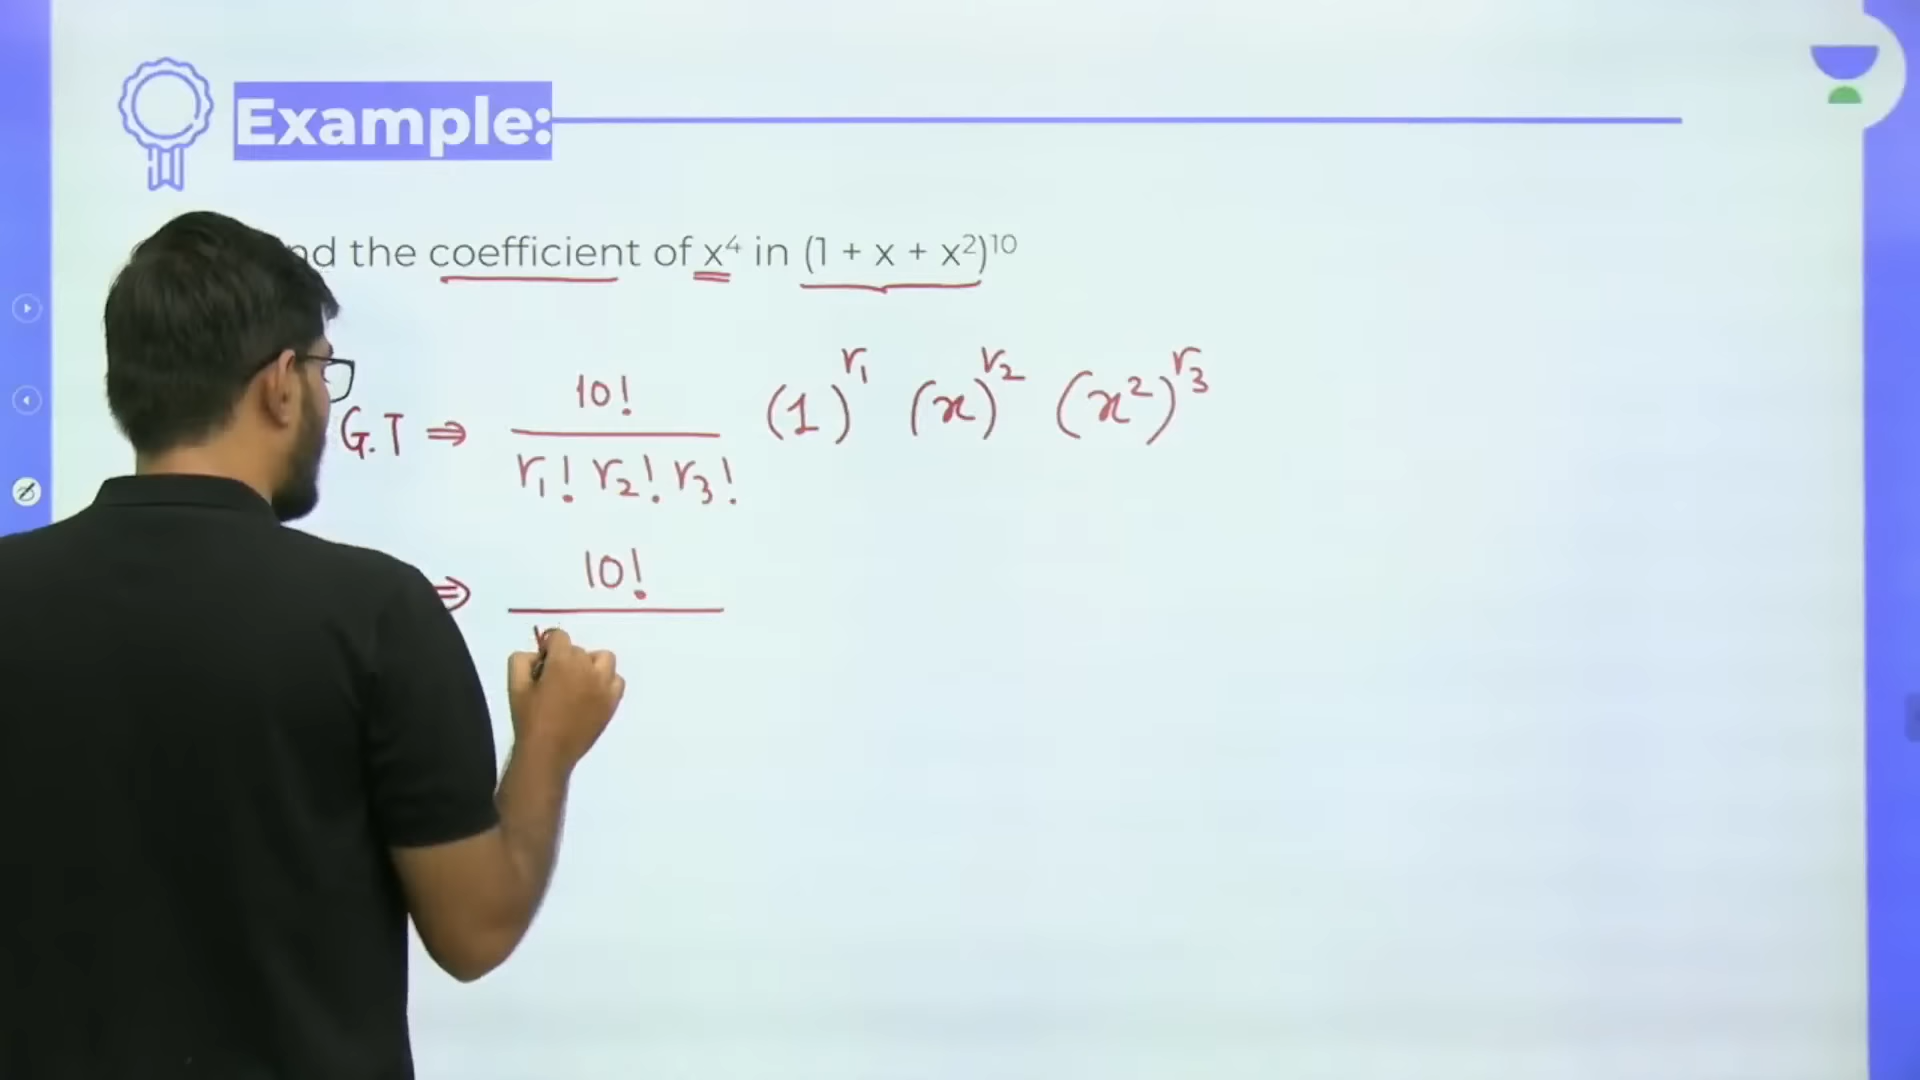 Example:
nd the coefficient of x⁴ in (1 + x + x²)¹⁰
G.T ⇒ 10! / r₁! r₂! r₃! (1)^r₁ (x)^r₂ (x²)^r₃
⇒ 10!